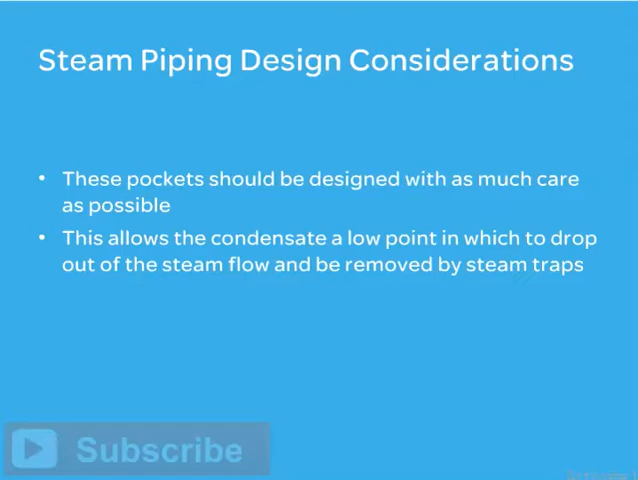 Steam Piping Design Considerations
• These pockets should be designed with as much care
as possible
• This allows the condensate a low point in which to drop
out of the steam flow and be removed by steam traps
Subscribe